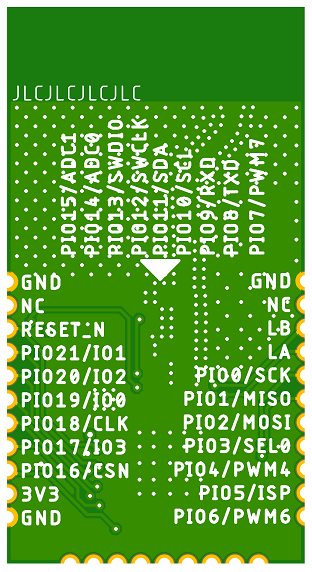 JLCJLCJLCJLC
PIO15/ADC1
PIO14/ADC0
PIO13/SWDIO
PIO12/SWCLK
PIO11/SDA
PIO10/SCL
PIO9/RXD
PIO8/TXD
PIO7/PWM7
GND GND
NC NC
RESET_N LB
PIO21/IO1 LA
PIO20/IO2 PIO0/SCK
PIO19/IO0 PIO1/MISO
PIO18/CLK PIO2/MOSI
PIO17/IO3 PIO3/SEL0
PIO16/CSN PIO4/PWM4
3V3 PIO5/ISP
GND PIO6/PWM6